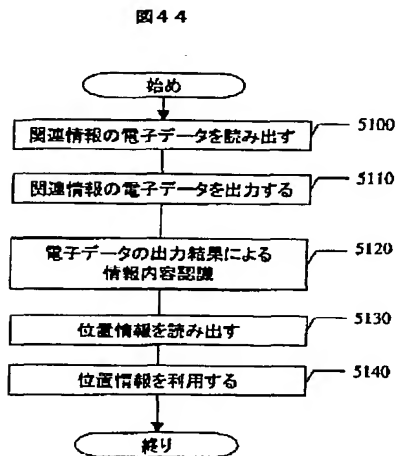 図44
始め
関連情報の電子データを読み出す
5100
関連情報の電子データを出力する
5110
電子データの出力結果による
情報内容認識
5120
位置情報を読み出す
5130
位置情報を利用する
5140
終り